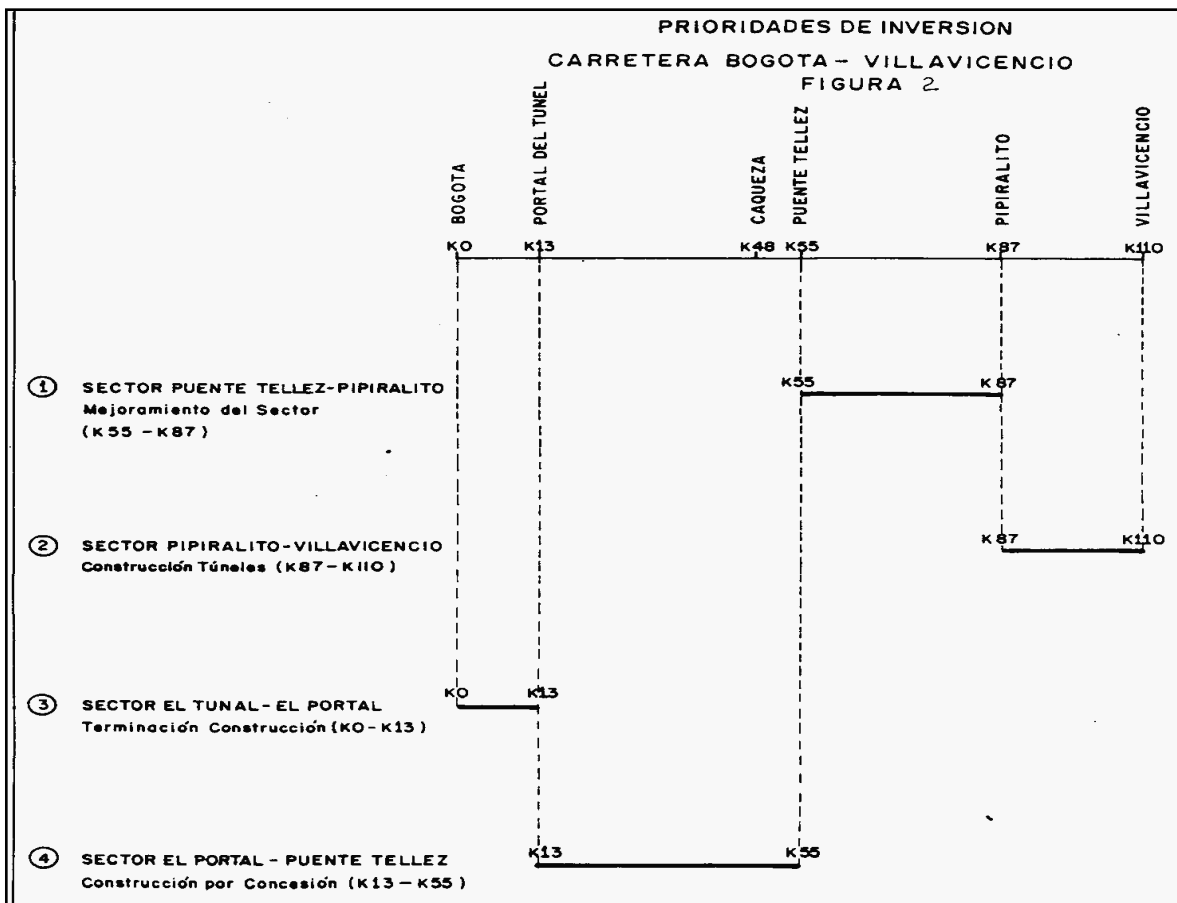 PRIORIDADES DE INVERSION
CARRETERA BOGOTA - VILLAVICENCIO
FIGURA 2
BOGOTA
PORTAL DEL TUNEL
CAQUEZA
PUENTE TELLEZ
PIPIRALITO
VILLAVICENCIO
K0 K13 K48 K55 K87 K110
1 SECTOR PUENTE TELLEZ-PIPIRALITO
Mejoramiento del Sector
(K55 - K87)
K55 K87
2 SECTOR PIPIRALITO-VILLAVICENCIO
Construcción Túneles (K87-K110)
K87 K110
3 SECTOR EL TUNAL - EL PORTAL
Terminación Construcción (K0-K13)
K0 K13
4 SECTOR EL PORTAL - PUENTE TELLEZ
Construcción por Concesión (K13-K55)
K13 K55